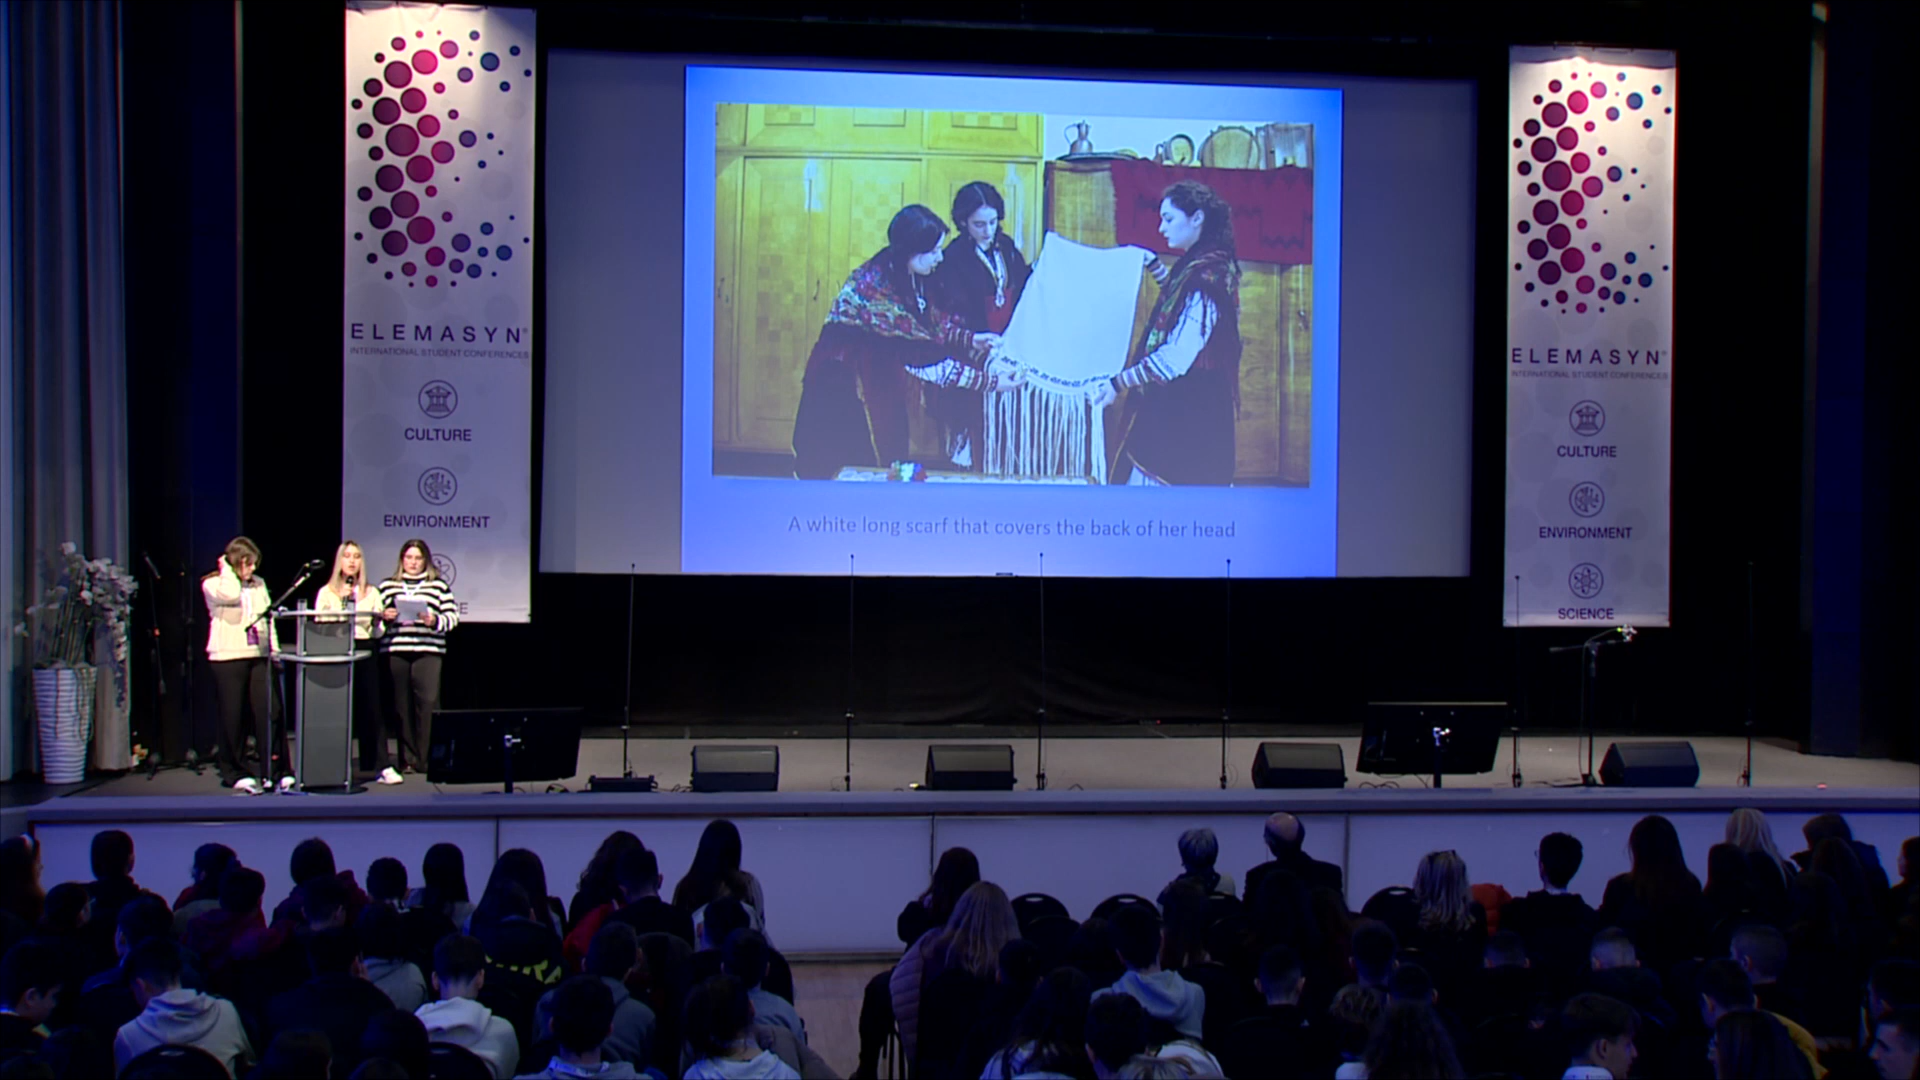 ELEMASYN®
INTERNATIONAL STUDENT CONFERENCES
CULTURE
ENVIRONMENT
E
A white long scarf that covers the back of her head
ELEMASYN®
INTERNATIONAL STUDENT CONFERENCES
CULTURE
ENVIRONMENT
SCIENCE